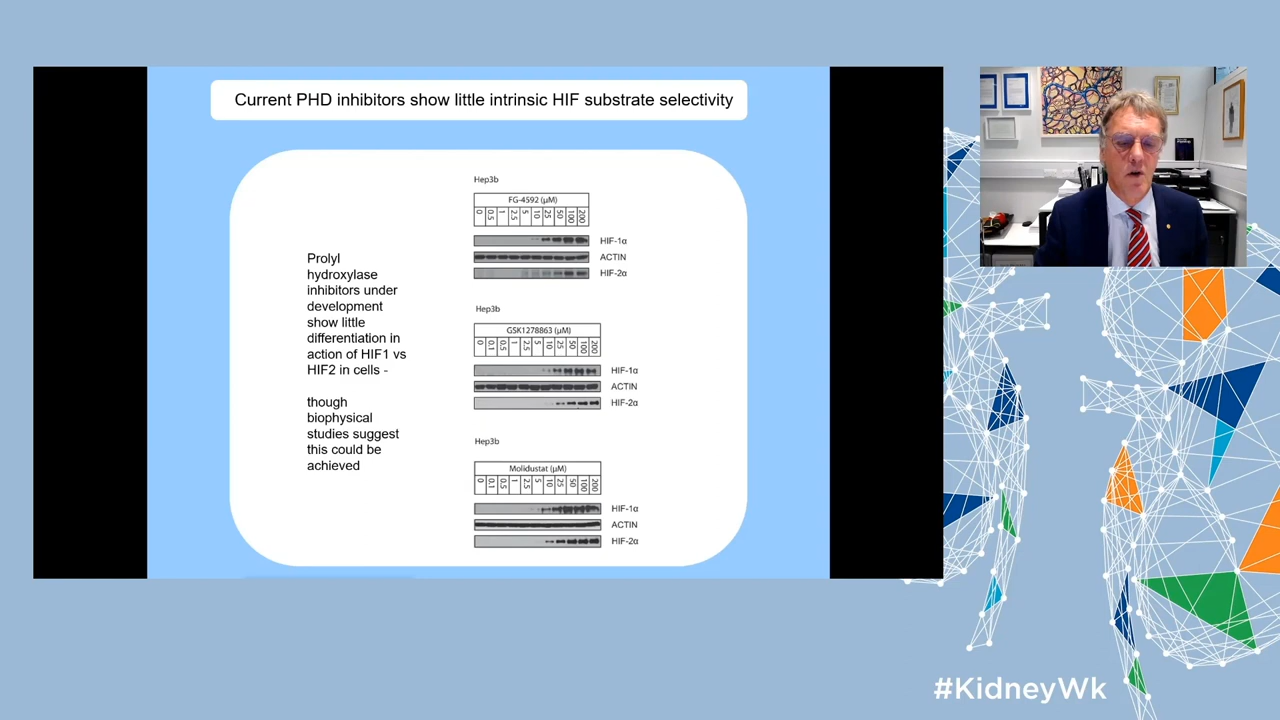 Current PHD inhibitors show little intrinsic HIF substrate selectivity
Prolyl
hydroxylase
inhibitors under
development
show little
differentiation in
action of HIF1 vs
HIF2 in cells -
though
biophysical
studies suggest
this could be
achieved
Hep3b
FG-4592 (μM)
0 0.5 1 2.5 5 10 25 50 100 200
HIF-1α
ACTIN
HIF-2α
Hep3b
GSK1278863 (μM)
0 0.1 0.5 1 2.5 5 10 25 50 100 200
HIF-1α
ACTIN
HIF-2α
Hep3b
Molidustat (μM)
0 0.1 0.5 1 2.5 5 10 25 50 100 200
HIF-1α
ACTIN
HIF-2α
#KidneyWk